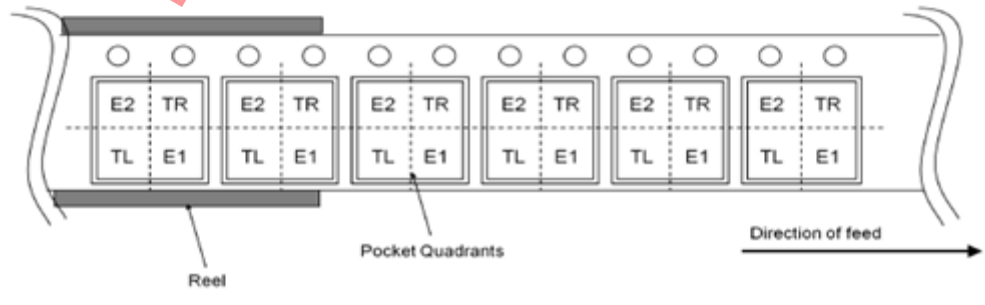 E2 TR E2 TR E2 TR E2 TR E2 TR E2 TR
TL E1 TL E1 TL E1 TL E1 TL E1 TL E1
Direction of feed
Pocket Quadrants
Reel